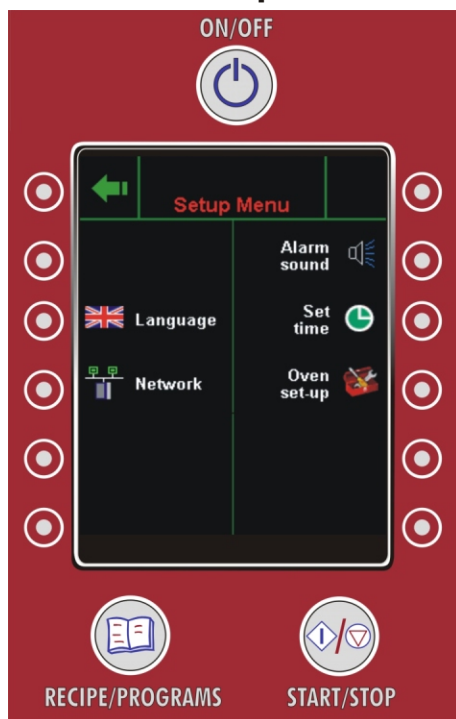 ON/OFF
Setup Menu
Alarm
sound
Language
Set
time
Network
Oven
set-up
RECIPE/PROGRAMS
START/STOP